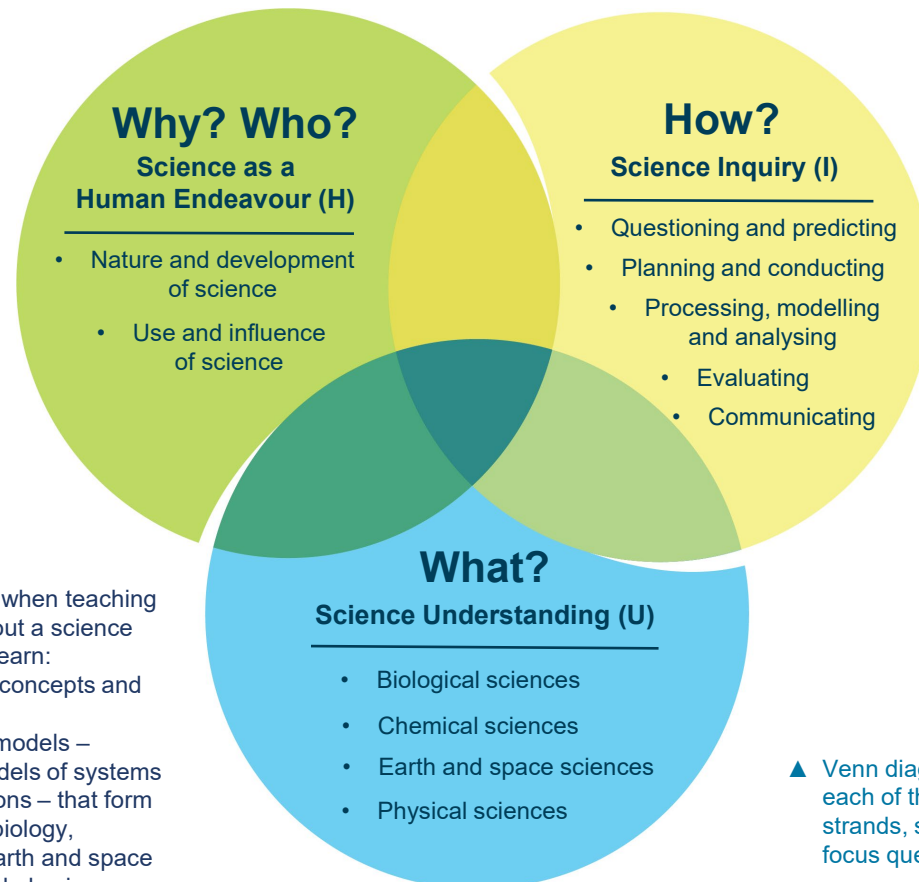 Why? Who?
Science as a
Human Endeavour (H)
• Nature and development
of science
• Use and influence
of science
How?
Science Inquiry (I)
• Questioning and predicting
• Planning and conducting
• Processing, modelling
and analysing
• Evaluating
• Communicating
What?
Science Understanding (U)
• Biological sciences
• Chemical sciences
• Earth and space sciences
• Physical sciences
when teaching
out a science
earn:
concepts and
models –
dels of systems
ons – that form
biology,
arth and space
▲ Venn diag
each of th
strands, s
focus que